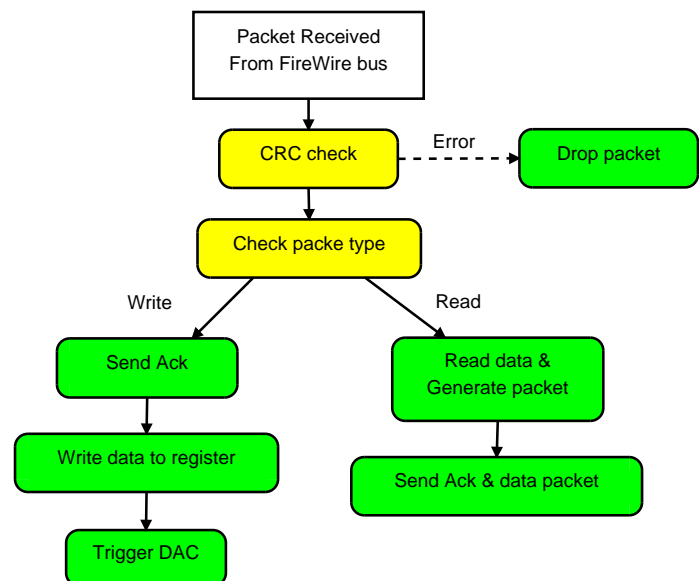 Packet Received
From FireWire bus
CRC check
Error
Drop packet
Check packe type
Write
Read
Send Ack
Read data &
Generate packet
Write data to register
Send Ack & data packet
Trigger DAC